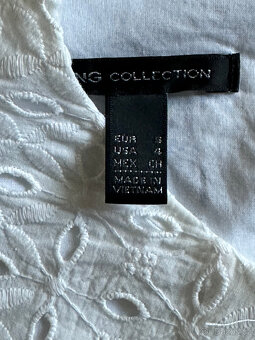 NG COLLECTION
EUR S
USA 4
MEX CH
MADE IN
VIETNAM